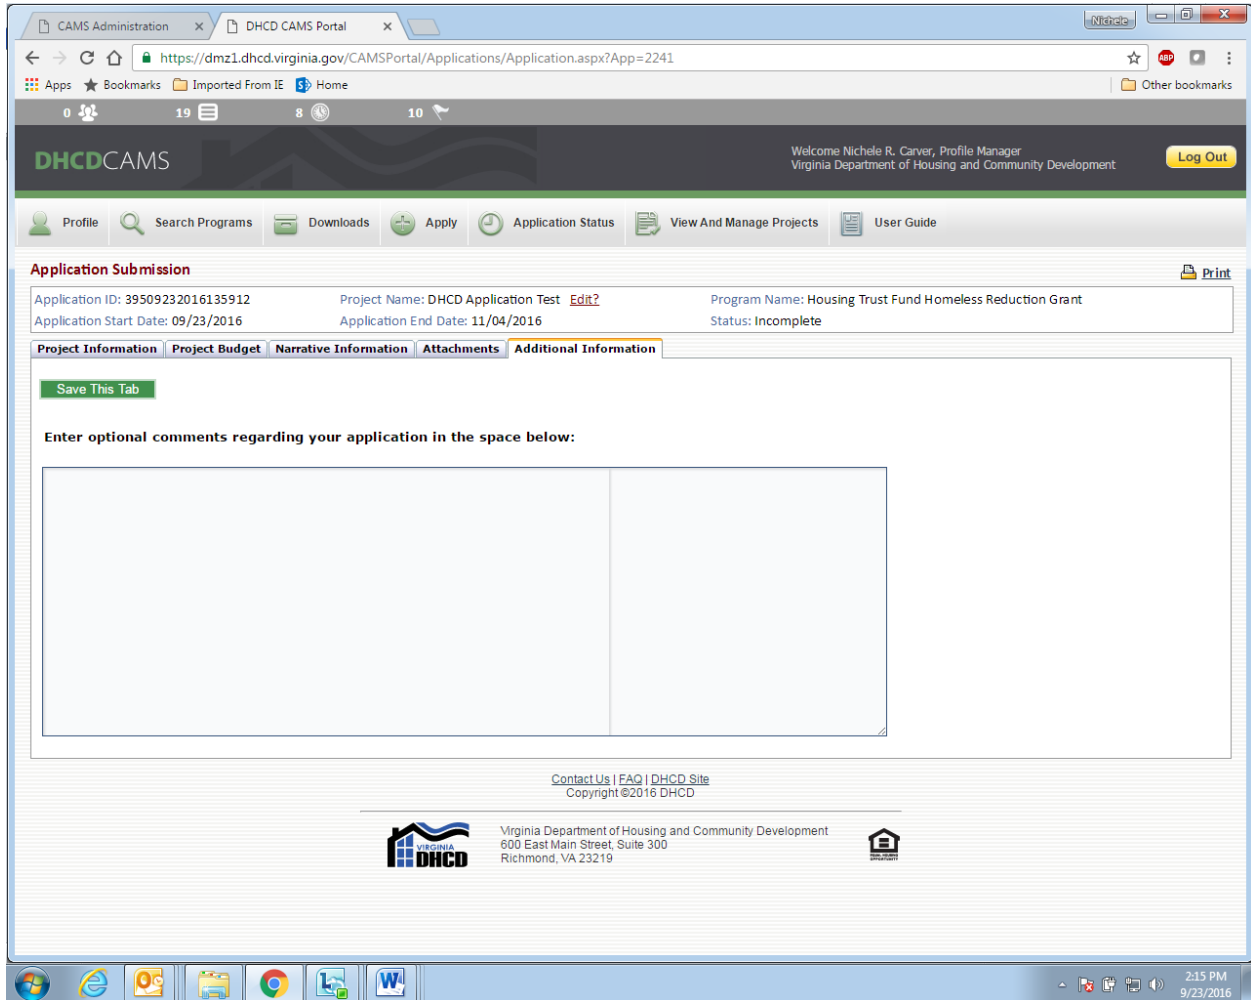 CAMS Administration
DHCD CAMS Portal
Nichele
https://dmz1.dhcd.virginia.gov/CAMSPortal/Applications/Application.aspx?App=2241
ABP
Apps Bookmarks Imported From IE Home Other bookmarks
0 19 8 10
DHCDCAMS
Welcome Nichele R. Carver, Profile Manager
Virginia Department of Housing and Community Development
Log Out
Profile Search Programs Downloads Apply Application Status View And Manage Projects User Guide
Application Submission
Print
Application ID: 39509232016135912 Project Name: DHCD Application Test Edit? Program Name: Housing Trust Fund Homeless Reduction Grant
Application Start Date: 09/23/2016 Application End Date: 11/04/2016 Status: Incomplete
Project Information Project Budget Narrative Information Attachments Additional Information
Save This Tab
Enter optional comments regarding your application in the space below:
Contact Us | FAQ | DHCD Site
Copyright ©2016 DHCD
VIRGINIA
DHCD
Virginia Department of Housing and Community Development
600 East Main Street, Suite 300
Richmond, VA 23219
EQUAL HOUSING
OPPORTUNITY
2:15 PM
9/23/2016